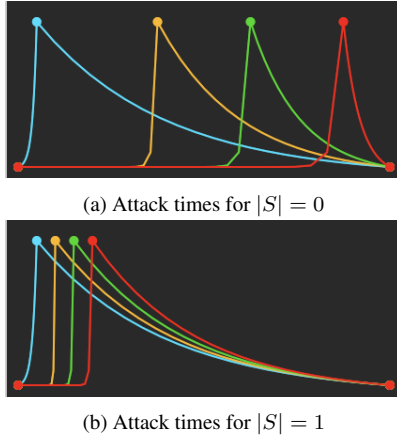 (a) Attack times for |S| = 0
(b) Attack times for |S| = 1